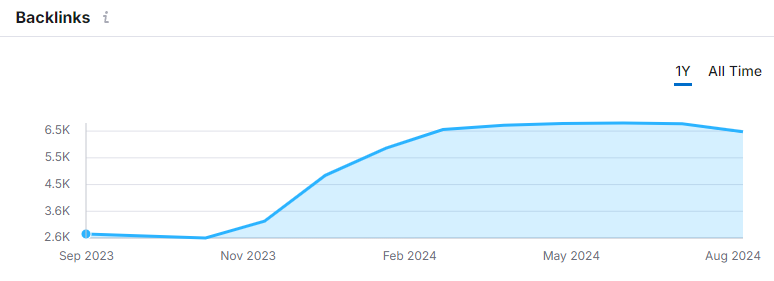 Backlinks i
1Y All Time
6.5K
5.5K
4.5K
3.6K
2.6K
Sep 2023 Nov 2023 Feb 2024 May 2024 Aug 2024